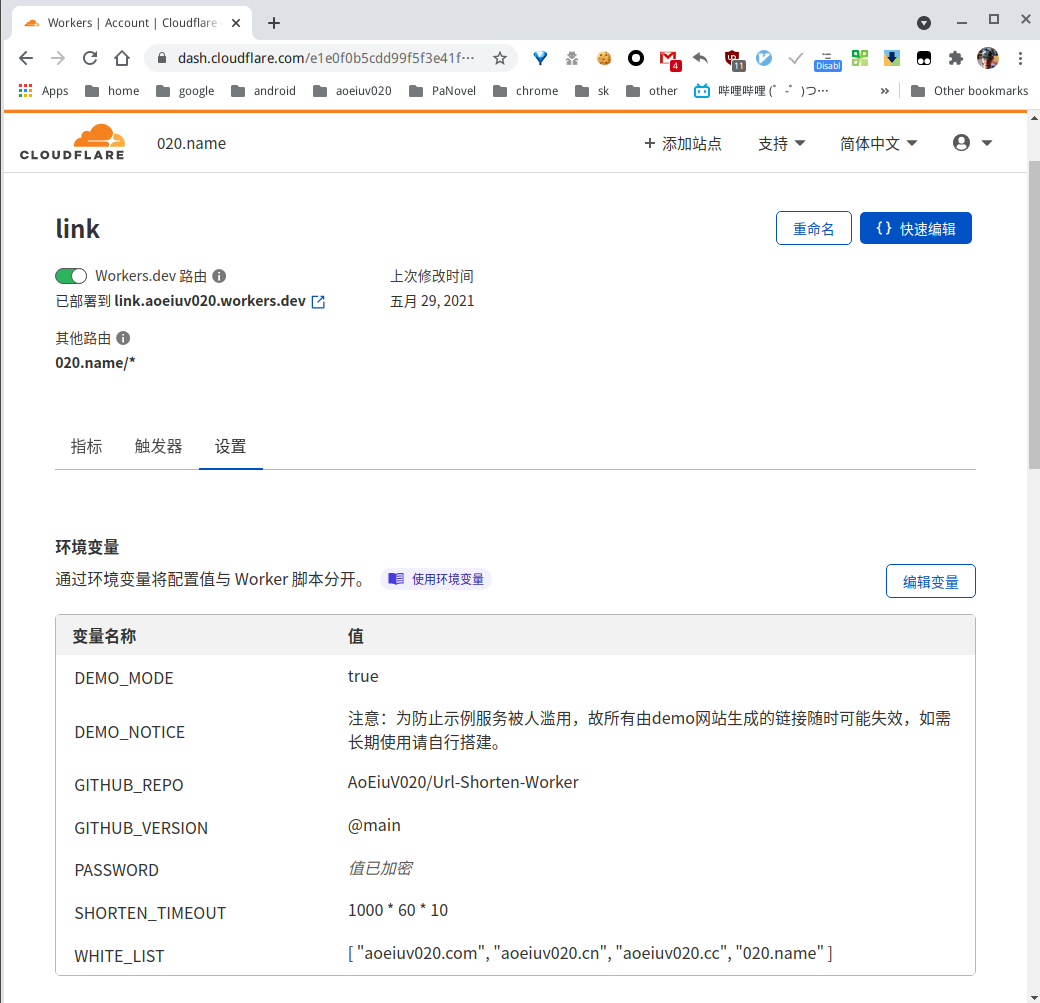 Workers | Account | Cloudflare
dash.cloudflare.com/e1e0f0b5cdd99f5f3e41f···
4
11
Disabl
Apps
home
google
android
aoeiuv020
PaNovel
chrome
sk
other
哔哩哔哩 (゜-゜)つ···
»
Other bookmarks
CLOUDFLARE
020.name
+ 添加站点
支持
简体中文
link
重命名
{} 快速编辑
Workers.dev 路由
上次修改时间
已部署到 link.aoeiuv020.workers.dev
五月 29, 2021
其他路由
020.name/*
指标
触发器
设置
环境变量
通过环境变量将配置值与 Worker 脚本分开。
使用环境变量
编辑变量
变量名称
值
DEMO_MODE
true
DEMO_NOTICE
注意：为防止示例服务被人滥用，故所有由demo网站生成的链接随时可能失效，如需
长期使用请自行搭建。
GITHUB_REPO
AoEiuV020/Url-Shorten-Worker
GITHUB_VERSION
@main
PASSWORD
值已加密
SHORTEN_TIMEOUT
1000 * 60 * 10
WHITE_LIST
[ "aoeiuv020.com", "aoeiuv020.cn", "aoeiuv020.cc", "020.name" ]